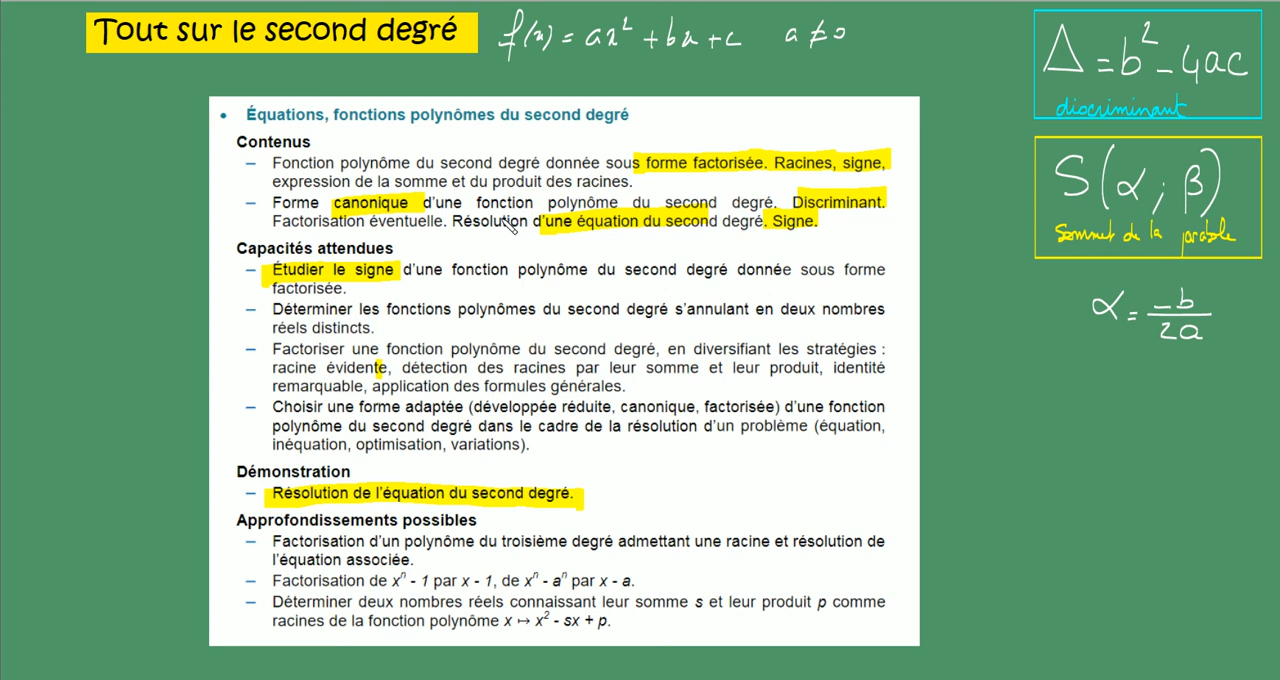 Tout sur le second degré
f(x) = ax² + bx + c a ≠ 0
Δ = b² - 4ac
discriminant
S(α ; β)
Sommet de la parabole
α = -b / 2a
• Équations, fonctions polynômes du second degré
Contenus
– Fonction polynôme du second degré donnée sous forme factorisée. Racines, signe,
expression de la somme et du produit des racines.
– Forme canonique d'une fonction polynôme du second degré. Discriminant.
Factorisation éventuelle. Résolution d'une équation du second degré. Signe.
Capacités attendues
– Étudier le signe d'une fonction polynôme du second degré donnée sous forme
factorisée.
– Déterminer les fonctions polynômes du second degré s'annulant en deux nombres
réels distincts.
– Factoriser une fonction polynôme du second degré, en diversifiant les stratégies :
racine évidente, détection des racines par leur somme et leur produit, identité
remarquable, application des formules générales.
– Choisir une forme adaptée (développée réduite, canonique, factorisée) d'une fonction
polynôme du second degré dans le cadre de la résolution d'un problème (équation,
inéquation, optimisation, variations).
Démonstration
– Résolution de l'équation du second degré.
Approfondissements possibles
– Factorisation d'un polynôme du troisième degré admettant une racine et résolution de
l'équation associée.
– Factorisation de xⁿ - 1 par x - 1, de xⁿ - aⁿ par x - a.
– Déterminer deux nombres réels connaissant leur somme s et leur produit p comme
racines de la fonction polynôme x ↦ x² - sx + p.